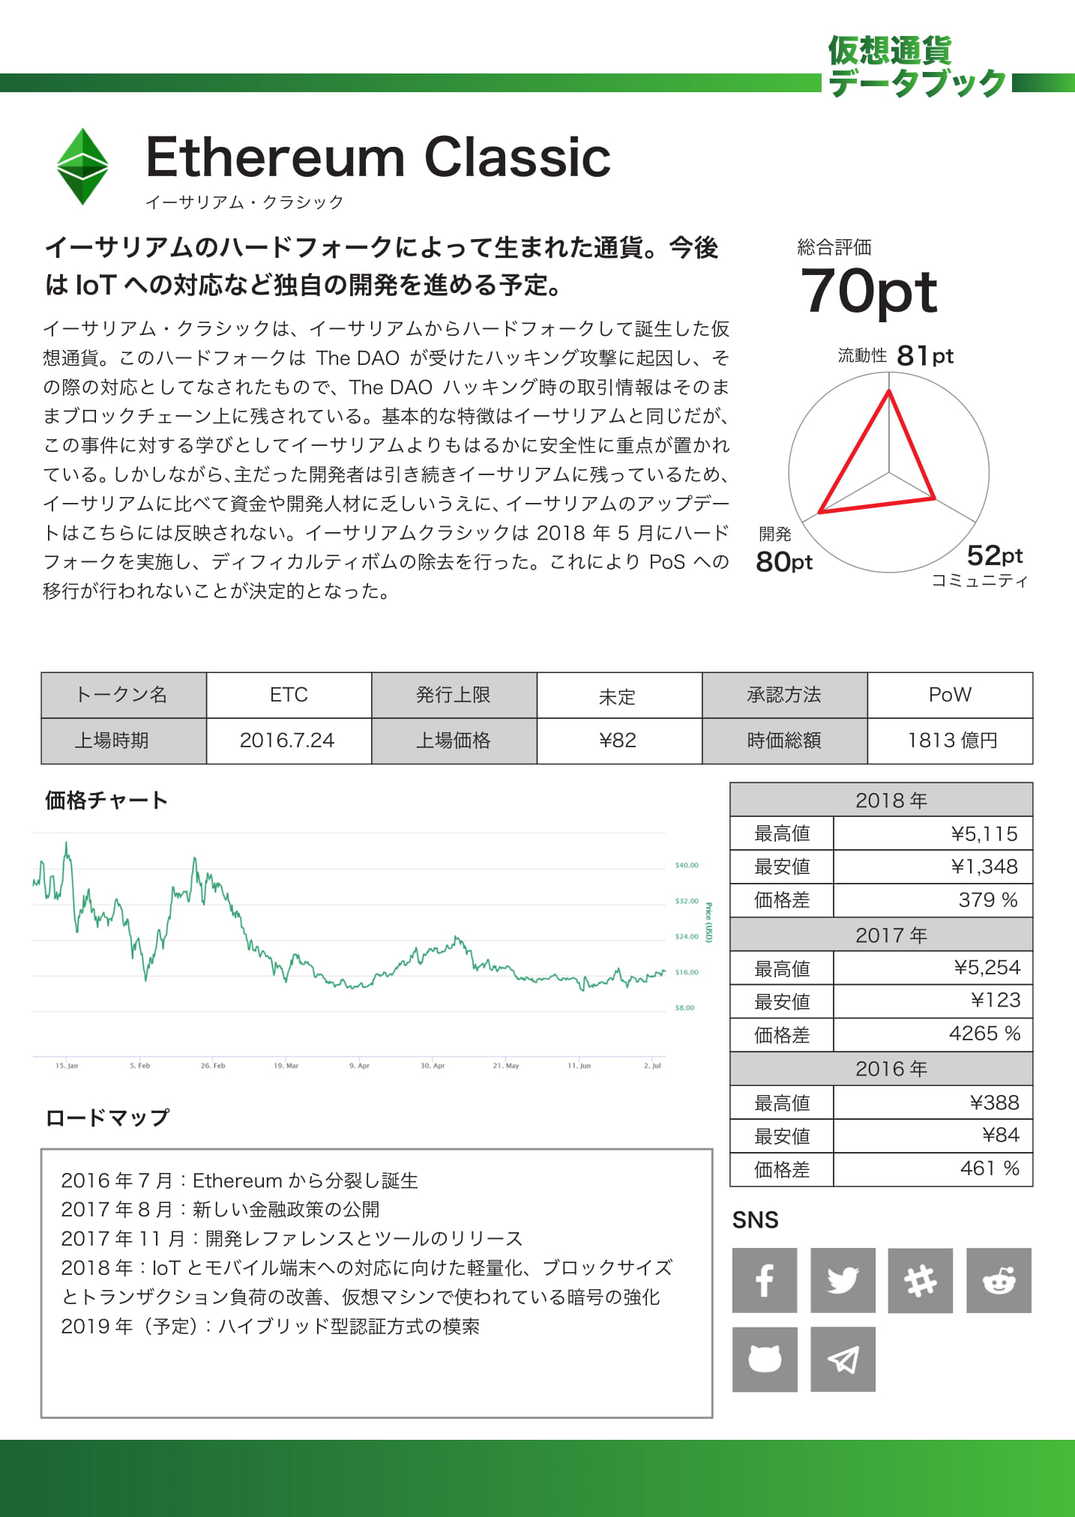 仮想通貨
データブック
Ethereum Classic
イーサリアム・クラシック
イーサリアムのハードフォークによって生まれた通貨。今後
は IoT への対応など独自の開発を進める予定。
イーサリアム・クラシックは、イーサリアムからハードフォークして誕生した仮
想通貨。このハードフォークは The DAO が受けたハッキング攻撃に起因し、そ
の際の対応としてなされたもので、The DAO ハッキング時の取引情報はそのま
まブロックチェーン上に残されている。基本的な特徴はイーサリアムと同じだが、
この事件に対する学びとしてイーサリアムよりもはるかに安全性に重点が置かれ
ている。しかしながら、主だった開発者は引き続きイーサリアムに残っているため、
イーサリアムに比べて資金や開発人材に乏しいうえに、イーサリアムのアップデー
トはこちらには反映されない。イーサリアムクラシックは 2018 年 5 月にハード
フォークを実施し、ディフィカルティボムの除去を行った。これにより PoS への
移行が行われないことが決定的となった。
総合評価
70pt
流動性 81pt
開発
80pt
52pt
コミュニティ
トークン名 ETC 発行上限 未定 承認方法 PoW
上場時期 2016.7.24 上場価格 ¥82 時価総額 1813 億円
価格チャート
$40.00
$32.00
$24.00
$16.00
$8.00
Price (USD)
15. Jan 5. Feb 26. Feb 19. Mar 9. Apr 30. Apr 21. May 11. Jun 2. Jul
2018 年
最高値 ¥5,115
最安値 ¥1,348
価格差 379 %
2017 年
最高値 ¥5,254
最安値 ¥123
価格差 4265 %
2016 年
最高値 ¥388
最安値 ¥84
価格差 461 %
ロードマップ
2016 年 7 月：Ethereum から分裂し誕生
2017 年 8 月：新しい金融政策の公開
2017 年 11 月：開発レファレンスとツールのリリース
2018 年：IoT とモバイル端末への対応に向けた軽量化、ブロックサイズ
とトランザクション負荷の改善、仮想マシンで使われている暗号の強化
2019 年（予定）：ハイブリッド型認証方式の模索
SNS